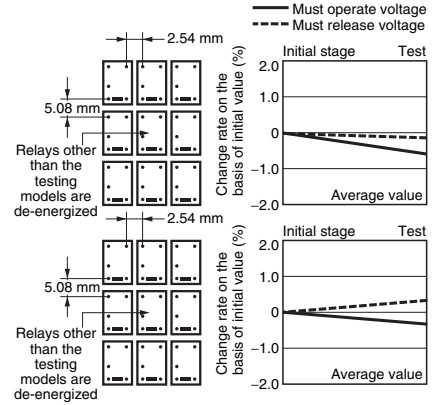 Must operate voltage
Must release voltage
2.54 mm
5.08 mm
Relays other
than the
testing
models are
de-energized
Change rate on the
basis of initial value (%)
Initial stage Test
2.0
1.0
0
−1.0
−2.0
Average value
2.54 mm
5.08 mm
Relays other
than the
testing
models are
de-energized
Change rate on the
basis of initial value (%)
Initial stage Test
2.0
1.0
0
−1.0
−2.0
Average value